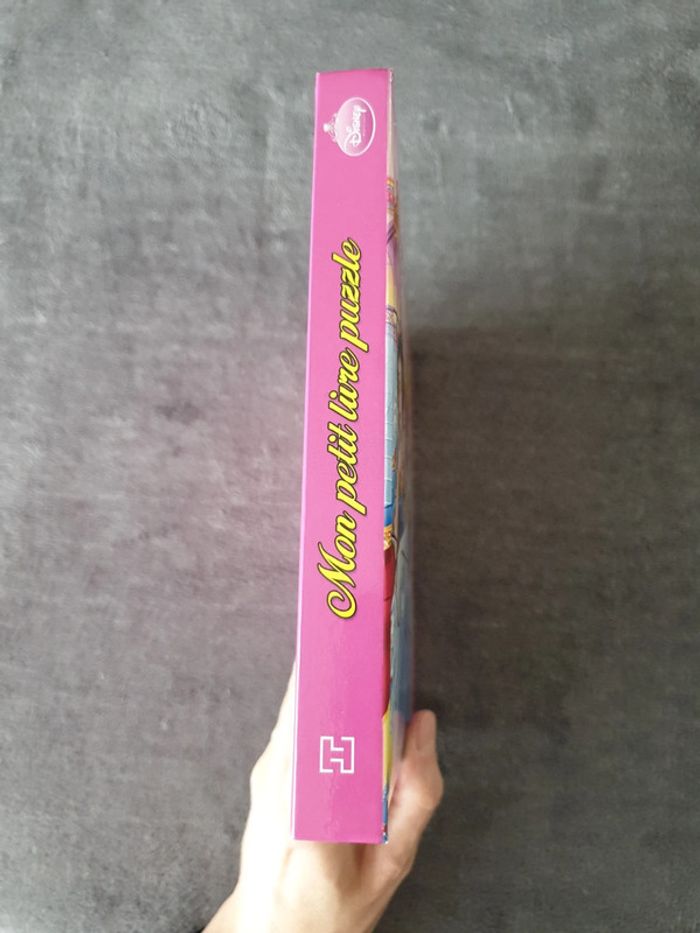 Disney
Mon petit livre puzzle
H